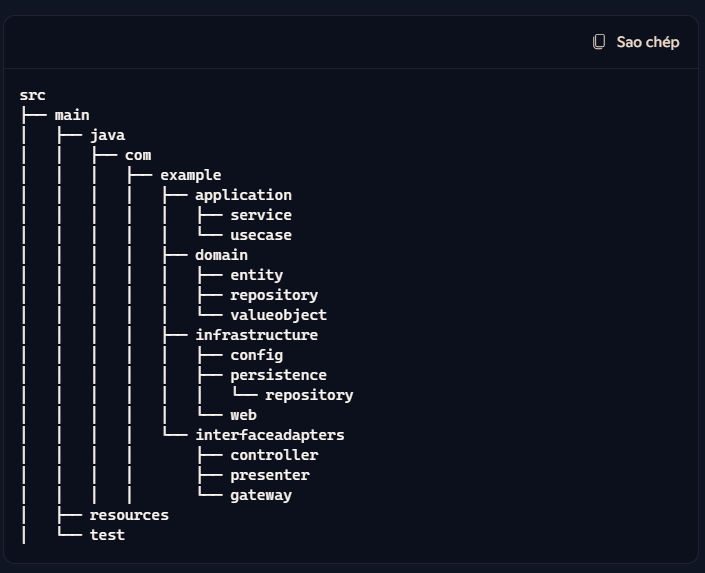 Sao chép
src
├── main
│   ├── java
│   │   ├── com
│   │   │   ├── example
│   │   │   │   ├── application
│   │   │   │   │   ├── service
│   │   │   │   │   └── usecase
│   │   │   │   ├── domain
│   │   │   │   │   ├── entity
│   │   │   │   │   ├── repository
│   │   │   │   │   └── valueobject
│   │   │   │   ├── infrastructure
│   │   │   │   │   ├── config
│   │   │   │   │   ├── persistence
│   │   │   │   │   │   └── repository
│   │   │   │   │   └── web
│   │   │   │   └── interfaceadapters
│   │   │   │       ├── controller
│   │   │   │       ├── presenter
│   │   │   │       └── gateway
│   ├── resources
│   └── test